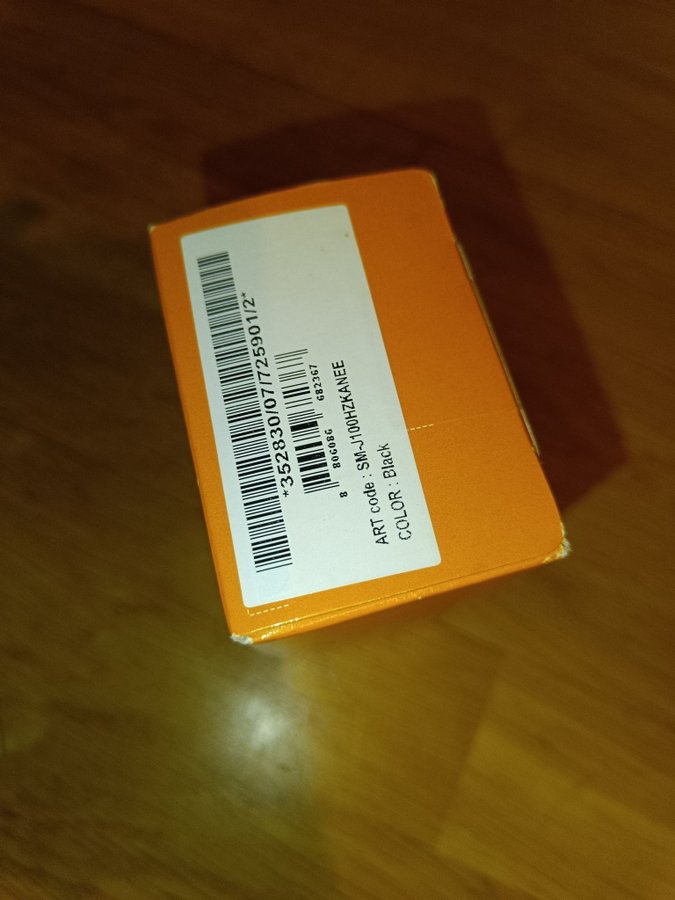 *352830/07/725901/2*
8 806086 682367
ART code : SM-J100HZKANEE
COLOR : Black